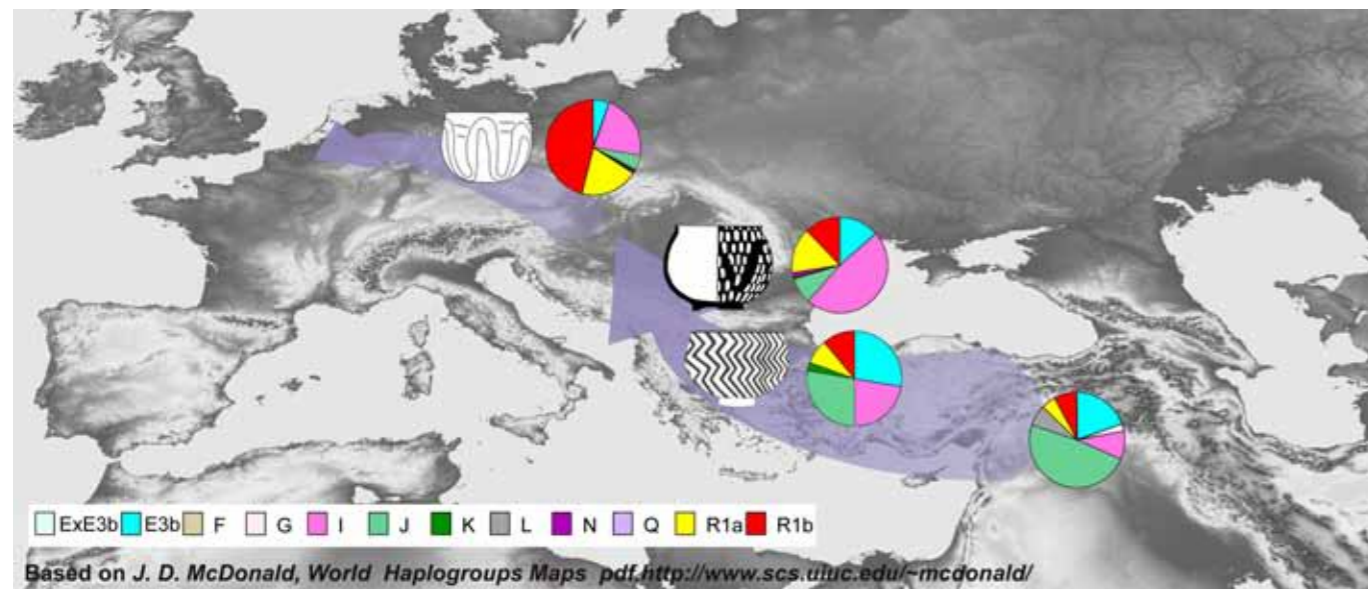 ExE3b E3b F G I J K L N Q R1a R1b
Based on J. D. McDonald, World Haplogroups Maps pdf.http://www.scs.uiuc.edu/~mcdonald/